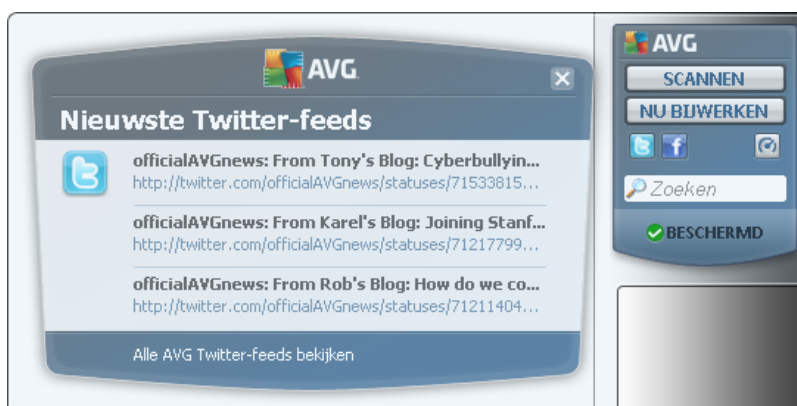 AVG
Nieuwste Twitter-feeds
officialAVGnews: From Tony's Blog: Cyberbullyin...
http://twitter.com/officialAVGnews/statuses/71533815...
officialAVGnews: From Karel's Blog: Joining Stanf...
http://twitter.com/officialAVGnews/statuses/71217799...
officialAVGnews: From Rob's Blog: How do we co...
http://twitter.com/officialAVGnews/statuses/71211404...
Alle AVG Twitter-feeds bekijken
AVG
SCANNEN
NU BIJWERKEN
Zoeken
BESCHERMD